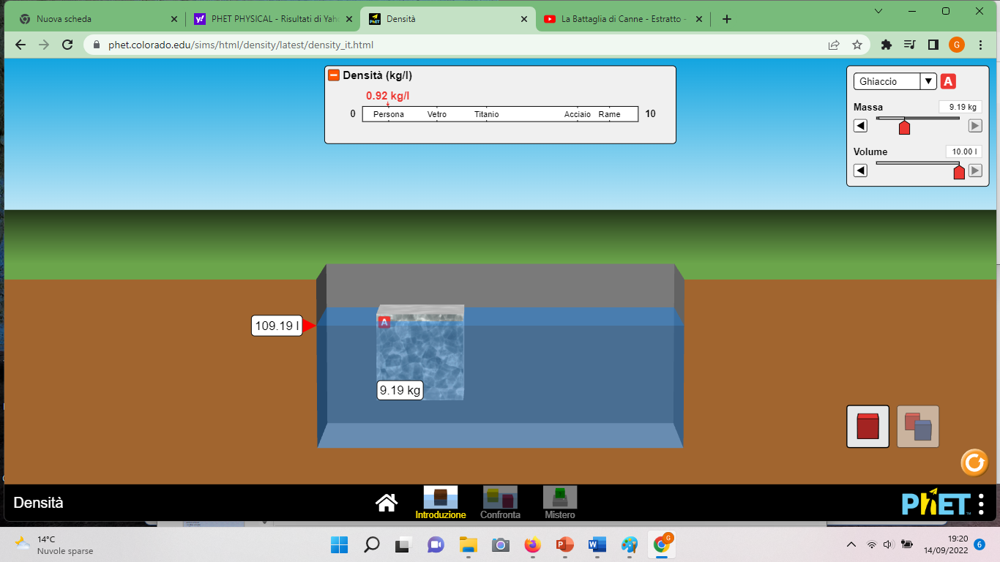 Nuova scheda
PHET PHYSICAL - Risultati di Yah
Densità
La Battaglia di Canne - Estratto -
phet.colorado.edu/sims/html/density/latest/density_it.html
G
Densità (kg/l)
0.92 kg/l
0 Persona Vetro Titanio Acciaio Rame 10
Ghiaccio A
Massa 9.19 kg
Volume 10.00 l
109.19 l
A
9.19 kg
Densità
Introduzione Confronta Mistero
PhET
14°C
Nuvole sparse
G
19:20
14/09/2022
6